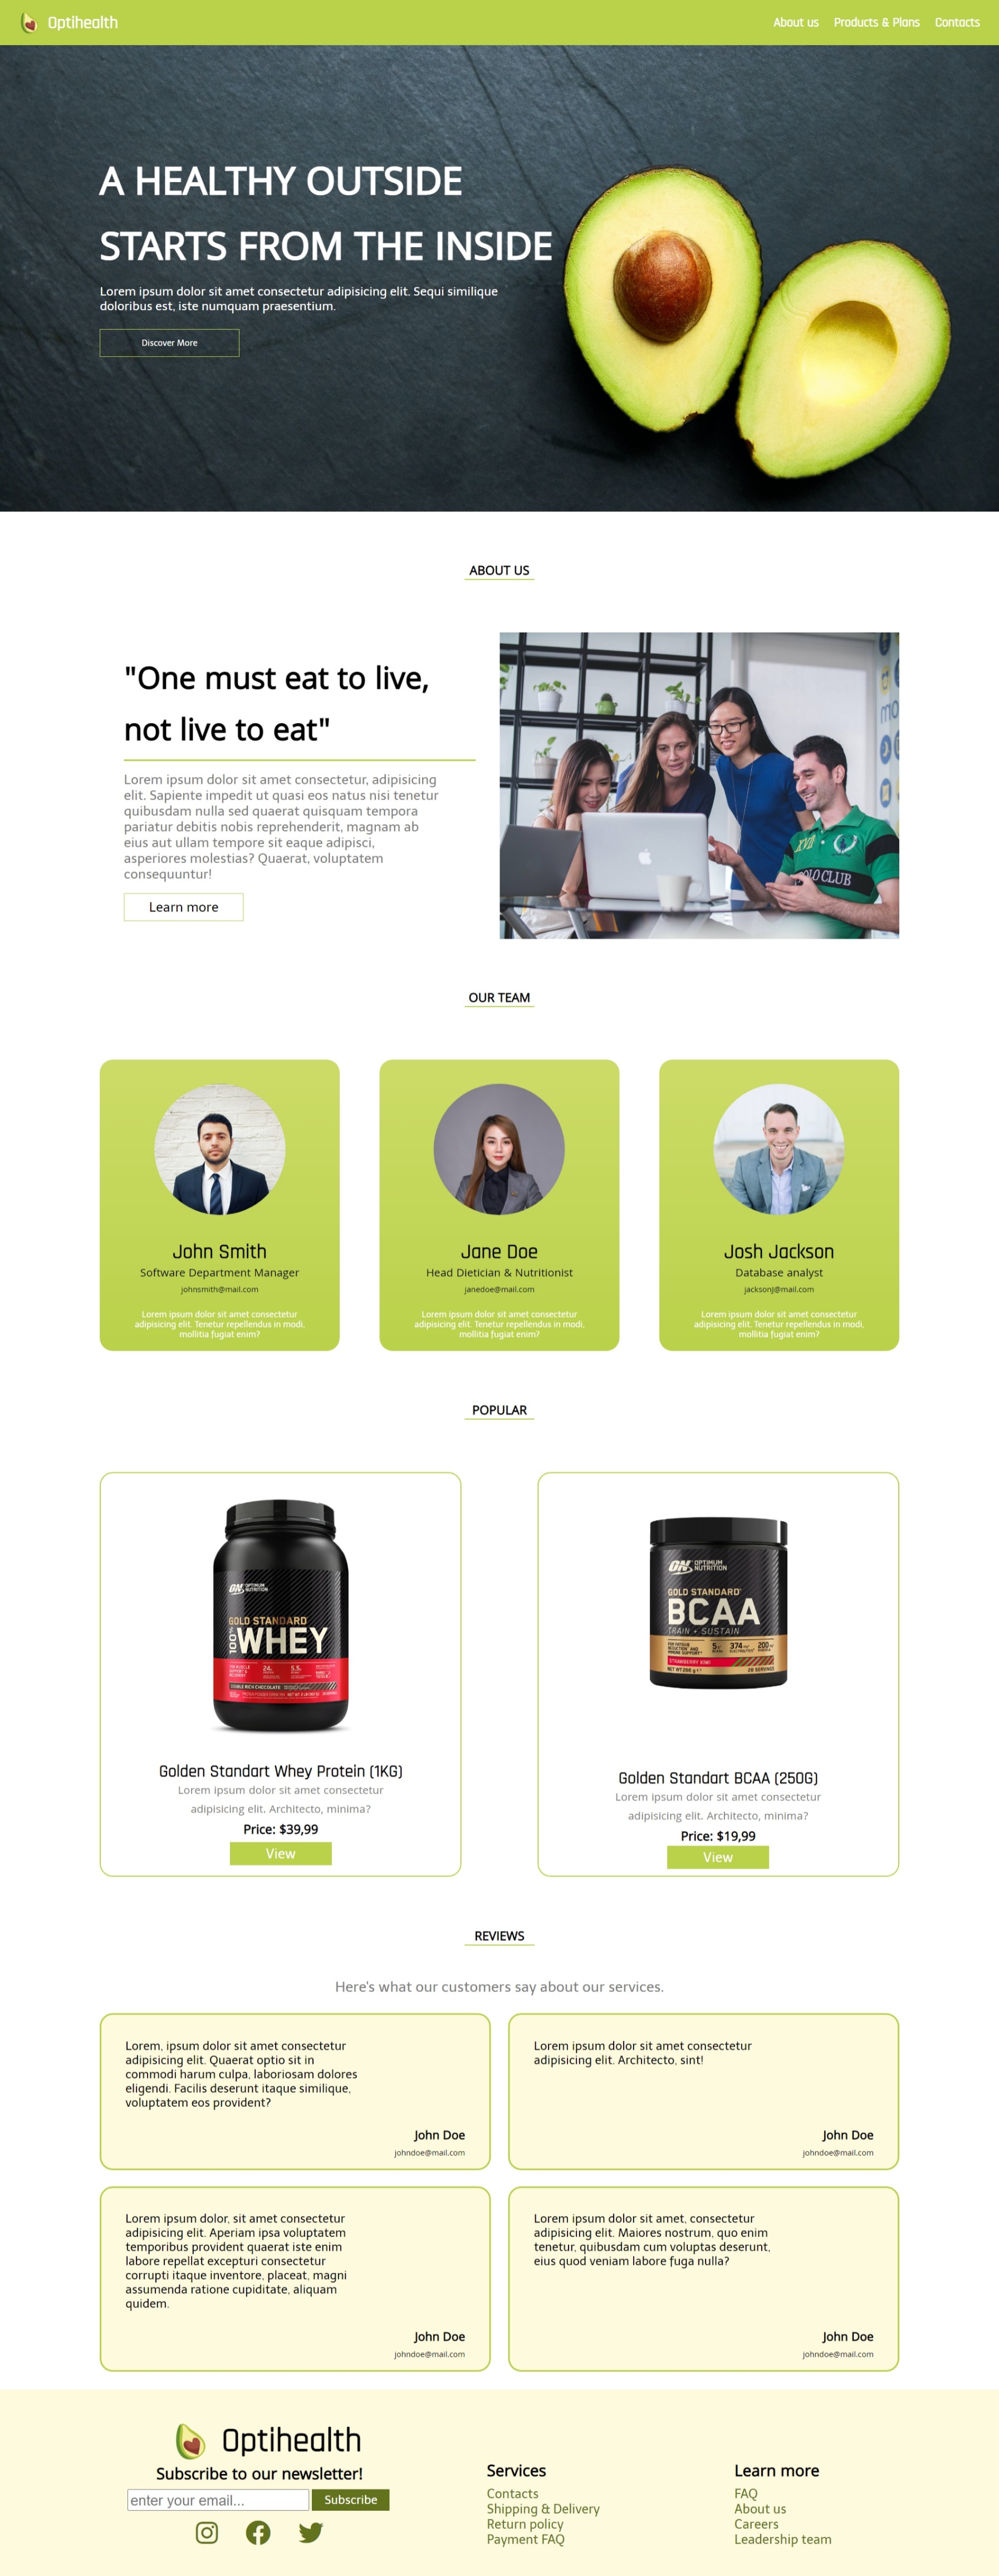 Optihealth
About us Products & Plans Contacts
A HEALTHY OUTSIDE
STARTS FROM THE INSIDE
Lorem ipsum dolor sit amet consectetur adipisicing elit. Sequi similique
doloribus est, iste numquam praesentium.
Discover More
ABOUT US
"One must eat to live,
not live to eat"
Lorem ipsum dolor sit amet consectetur, adipisicing
elit. Sapiente impedit ut quasi eos natus nisi tenetur
quibusdam nulla sed quaerat quisquam tempora
pariatur debitis nobis reprehenderit, magnam ab
eius aut ullam tempore sit eaque adipisci,
asperiores molestias? Quaerat, voluptatem
consequuntur!
Learn more
OUR TEAM
John Smith
Software Department Manager
johnsmith@mail.com
Lorem ipsum dolor sit amet consectetur
adipisicing elit. Tenetur repellendus in modi,
mollitia fugiat enim?
Jane Doe
Head Dietician & Nutritionist
janedoe@mail.com
Lorem ipsum dolor sit amet consectetur
adipisicing elit. Tenetur repellendus in modi,
mollitia fugiat enim?
Josh Jackson
Database analyst
jacksonj@mail.com
Lorem ipsum dolor sit amet consectetur
adipisicing elit. Tenetur repellendus in modi,
mollitia fugiat enim?
POPULAR
ON OPTIMUM
NUTRITION
GOLD STANDARD
100% WHEY
DOUBLE RICH CHOCOLATE
Golden Standart Whey Protein (1KG)
Lorem ipsum dolor sit amet consectetur
adipisicing elit. Architecto, minima?
Price: $39,99
View
ON OPTIMUM
NUTRITION
GOLD STANDARD
BCAA
TRAIN + SUSTAIN
STRAWBERRY KIWI
Golden Standart BCAA (250G)
Lorem ipsum dolor sit amet consectetur
adipisicing elit. Architecto, minima?
Price: $19,99
View
REVIEWS
Here's what our customers say about our services.
Lorem, ipsum dolor sit amet consectetur
adipisicing elit. Quaerat optio sit in
commodi harum culpa, laboriosam dolores
eligendi. Facilis deserunt itaque similique,
voluptatem eos provident?
John Doe
johndoe@mail.com
Lorem ipsum dolor sit amet consectetur
adipisicing elit. Architecto, sint!
John Doe
johndoe@mail.com
Lorem ipsum dolor, sit amet consectetur
adipisicing elit. Aperiam ipsa voluptatem
temporibus provident quaerat iste enim
labore repellat excepturi consectetur
corrupti itaque inventore, placeat, magni
assumenda ratione cupiditate, aliquam
quidem.
John Doe
johndoe@mail.com
Lorem ipsum dolor sit amet, consectetur
adipisicing elit. Maiores nostrum, quo enim
tenetur, quibusdam cum voluptas deserunt,
eius quod veniam labore fuga nulla?
John Doe
johndoe@mail.com
Optihealth
Subscribe to our newsletter!
enter your email... Subscribe
Services
Contacts
Shipping & Delivery
Return policy
Payment FAQ
Learn more
FAQ
About us
Careers
Leadership team